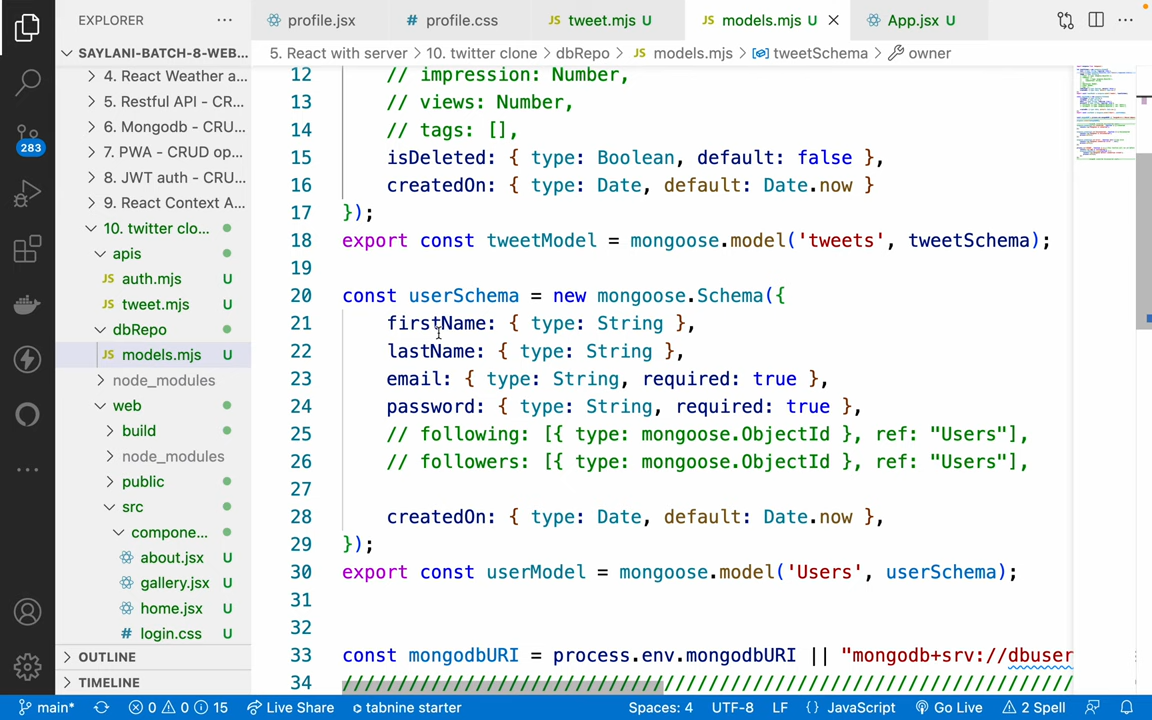 EXPLORER ···
profile.jsx
# profile.css
JS tweet.mjs U
JS models.mjs U
App.jsx U
···
SAYLANI-BATCH-8-WEB...
5. React with server > 10. twitter clone > dbRepo > JS models.mjs > tweetSchema > owner
4. React Weather a...
5. Restful API - CR...
6. Mongodb - CRU...
7. PWA - CRUD op...
8. JWT auth - CRU...
9. React Context A...
10. twitter clo...
apis
JS auth.mjs U
JS tweet.mjs U
dbRepo
JS models.mjs U
node_modules
web
build
node_modules
public
src
compone...
about.jsx U
gallery.jsx U
home.jsx U
# login.css U
OUTLINE
TIMELINE
283
12 // impression: Number,
13 // views: Number,
14 // tags: [],
15 isDeleted: { type: Boolean, default: false },
16 createdOn: { type: Date, default: Date.now }
17 });
18 export const tweetModel = mongoose.model('tweets', tweetSchema);
19
20 const userSchema = new mongoose.Schema({
21 firstName: { type: String },
22 lastName: { type: String },
23 email: { type: String, required: true },
24 password: { type: String, required: true },
25 // following: [{ type: mongoose.ObjectId }, ref: "Users"],
26 // followers: [{ type: mongoose.ObjectId }, ref: "Users"],
27
28 createdOn: { type: Date, default: Date.now },
29 });
30 export const userModel = mongoose.model('Users', userSchema);
31
32
33 const mongodbURI = process.env.mongodbURI || "mongodb+srv://dbuser
34 //////////////////////////////////////////////////////////////////
main* 0 0 15 Live Share tabnine starter Spaces: 4 UTF-8 LF {} JavaScript Go Live 2 Spell